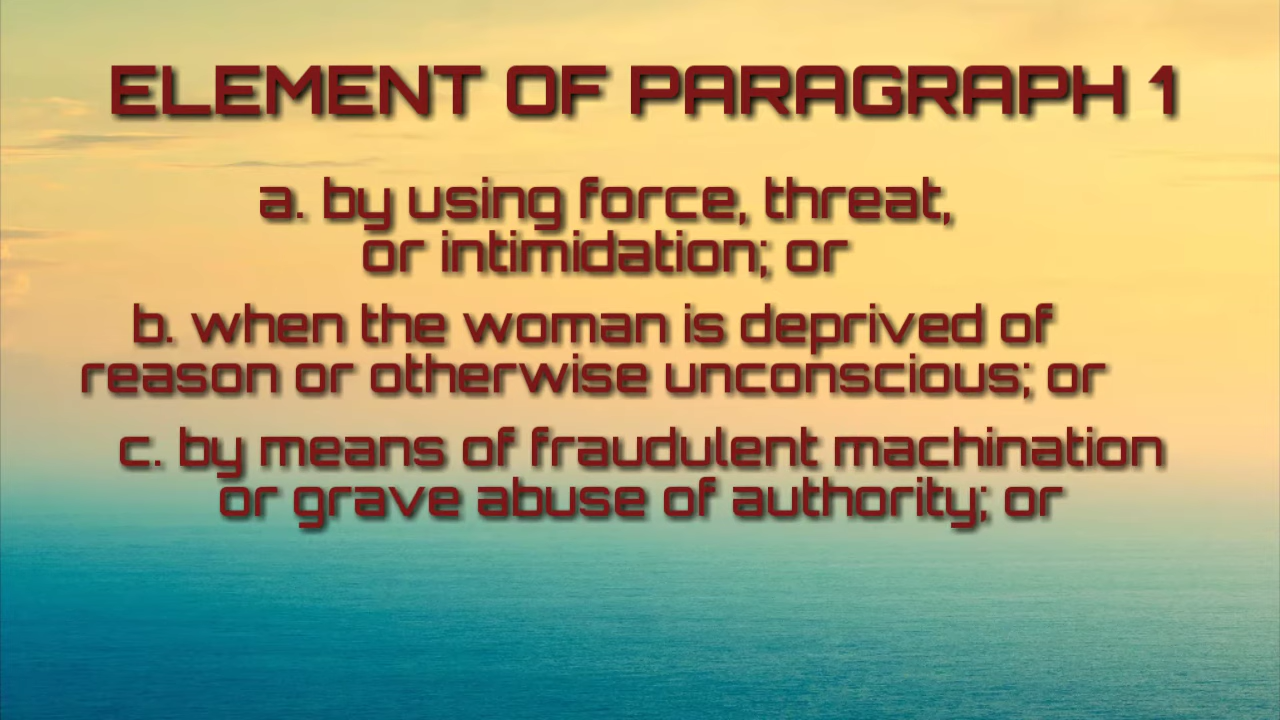 ELEMENT OF PARAGRAPH 1
a. by using force, threat,
or intimidation; or
b. when the woman is deprived of
reason or otherwise unconscious; or
c. by means of fraudulent machination
or grave abuse of authority; or